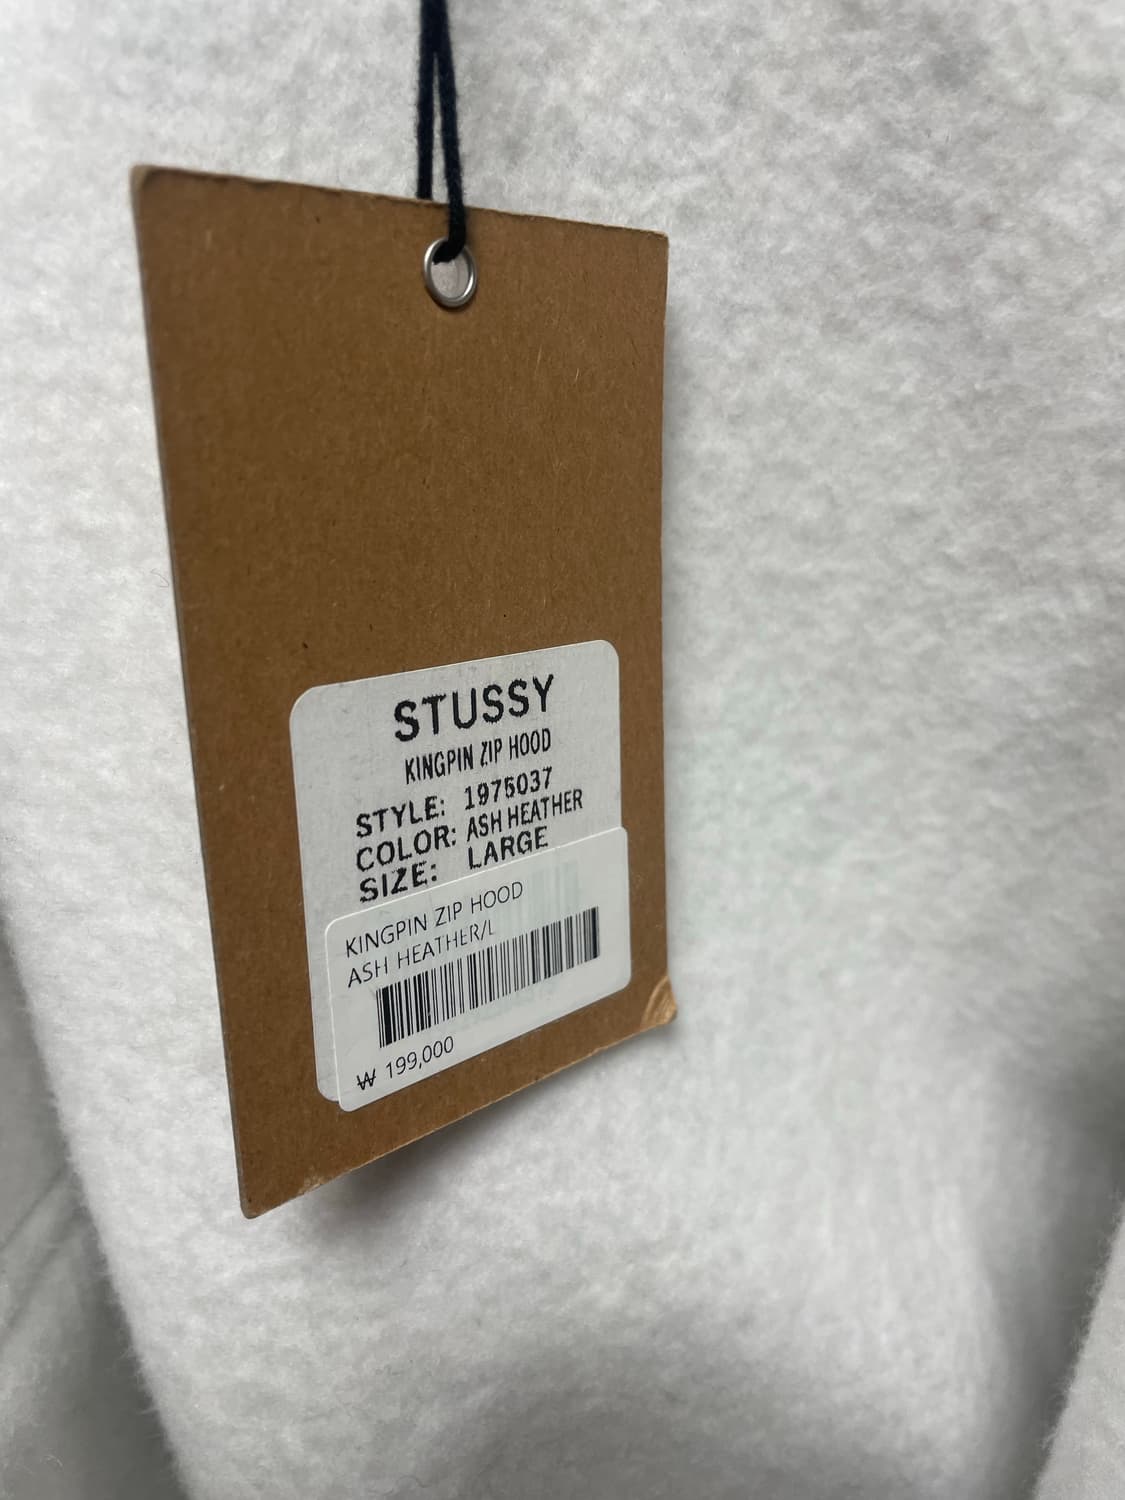 STUSSY
KINGPIN ZIP HOOD
STYLE: 1975037
COLOR: ASH HEATHER
SIZE: LARGE
KINGPIN ZIP HOOD
ASH HEATHER/L
₩ 199,000